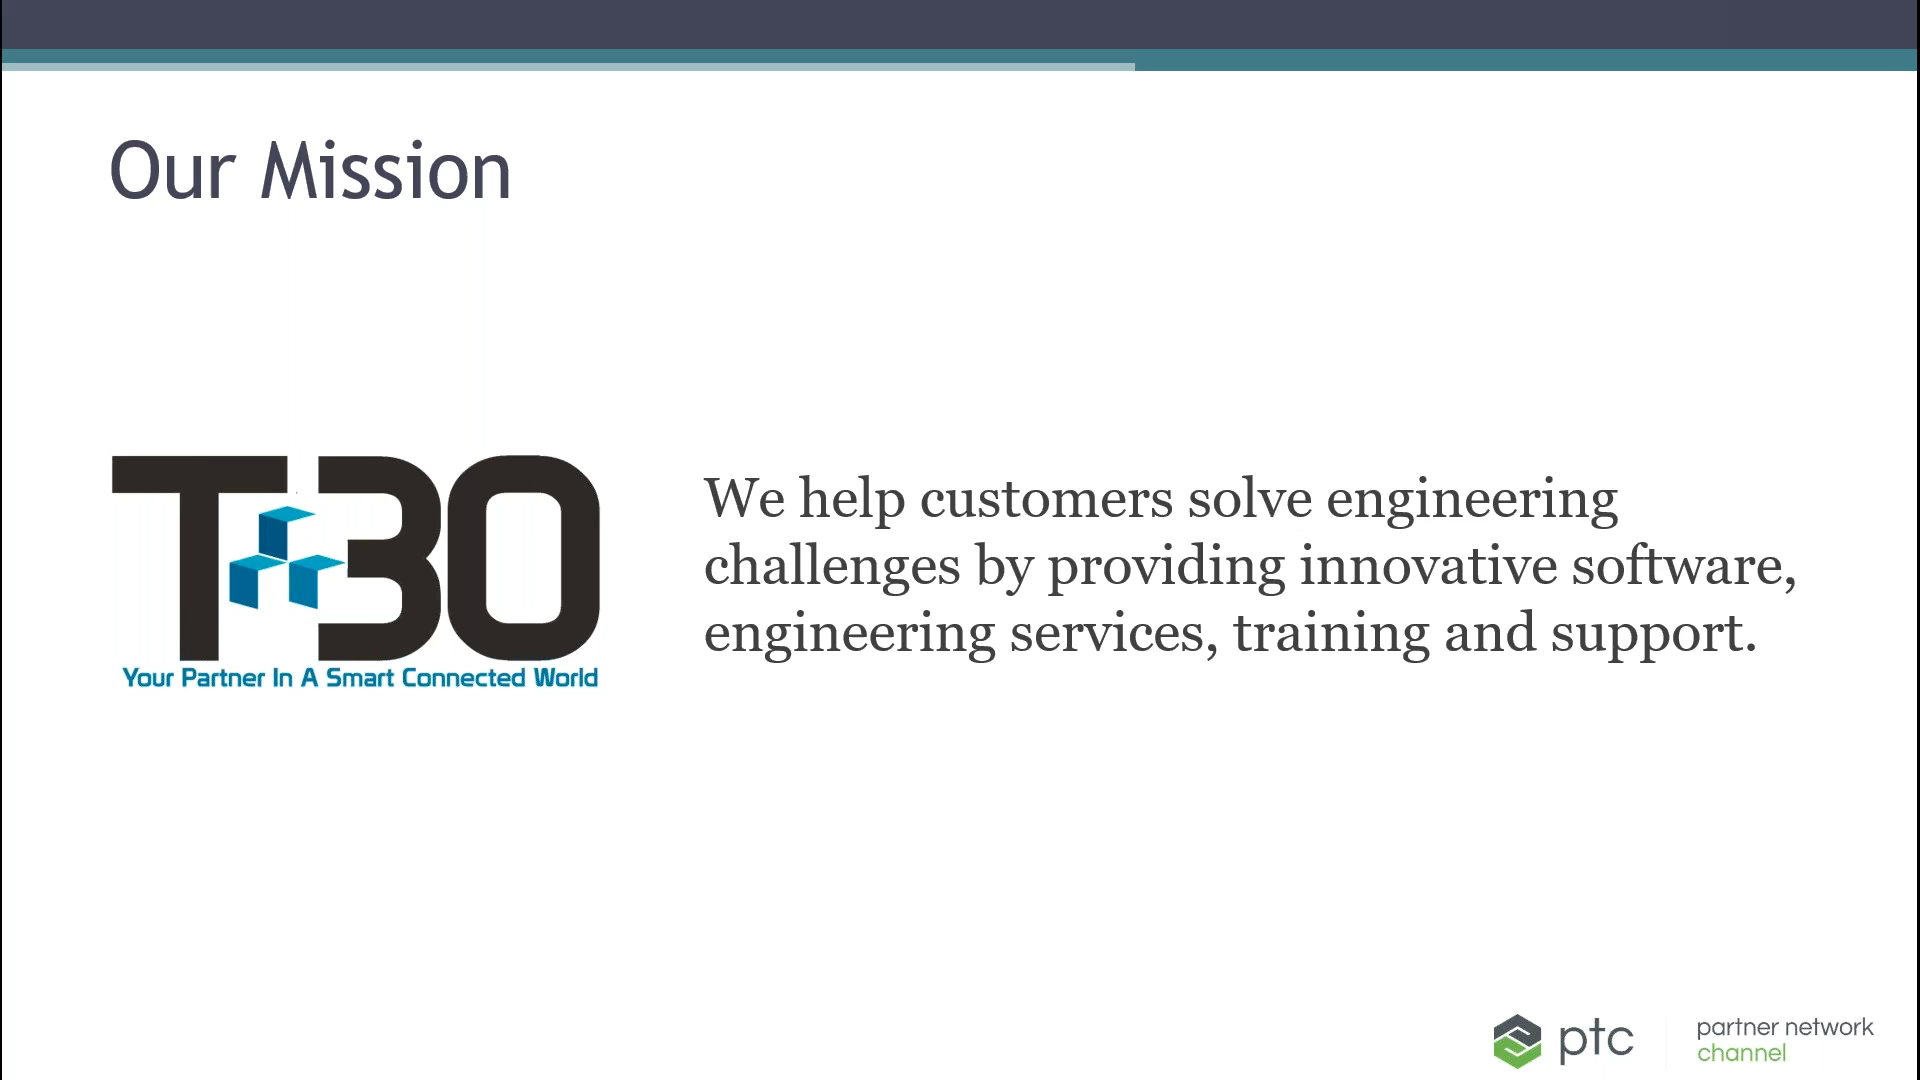 Our Mission
T30
Your Partner In A Smart Connected World
We help customers solve engineering
challenges by providing innovative software,
engineering services, training and support.
ptc
partner network
channel